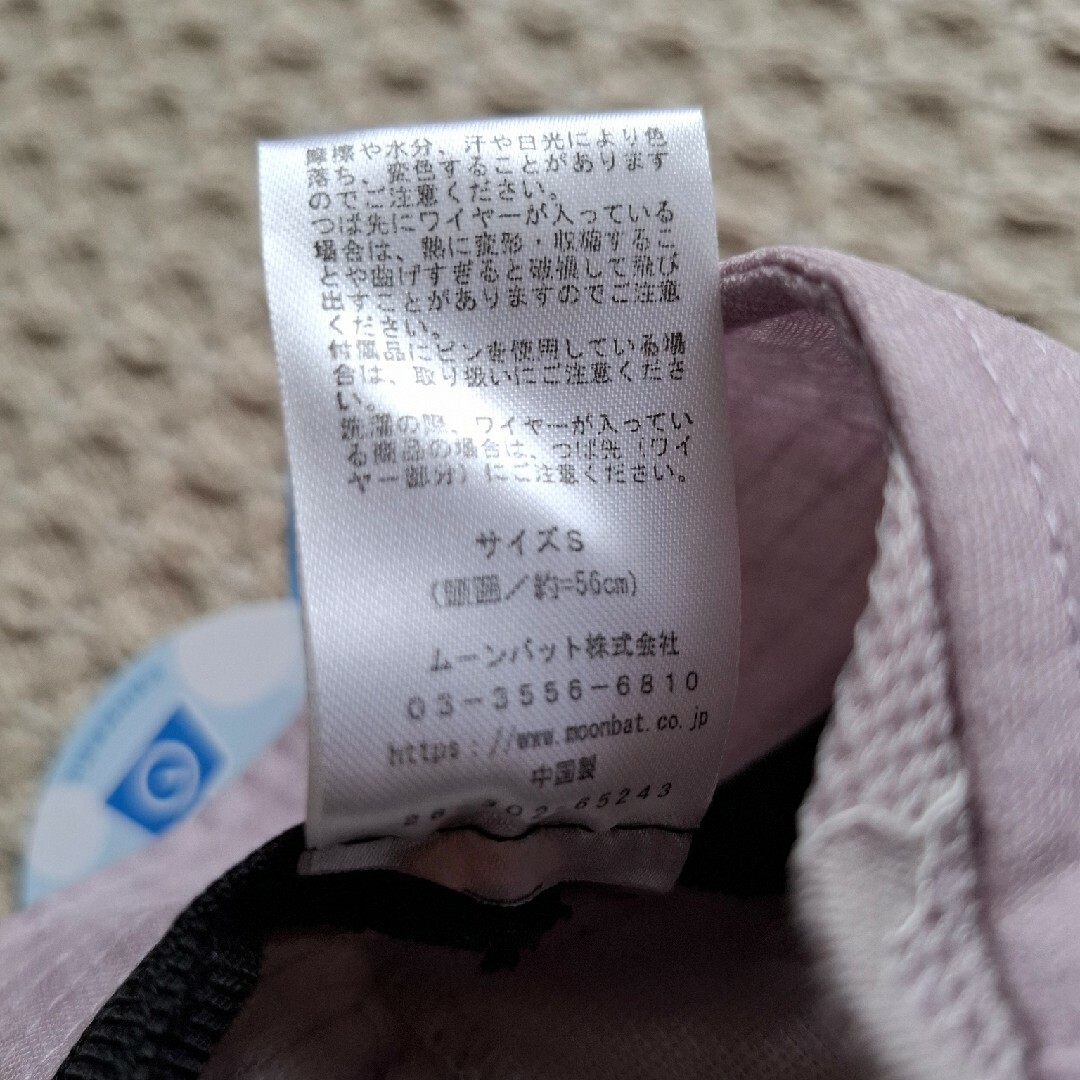 摩擦や水分、汗や日光により色
落ち、変色することがあります
のでご注意ください。
つば先にワイヤーが入っている
場合は、熱に変形・収縮するこ
とや曲げすぎると破損して飛び
出すことがありますのでご注意
ください。
付属品にピンを使用している場
合は、取り扱いにご注意くださ
い。
洗濯の際、ワイヤーが入ってい
る商品の場合は、つば先(ワイ
ヤー部分)にご注意ください。
サイズS
(頭囲/約=56cm)
ムーンバット株式会社
03-3556-6810
https://www.moonbat.co.jp
中国製